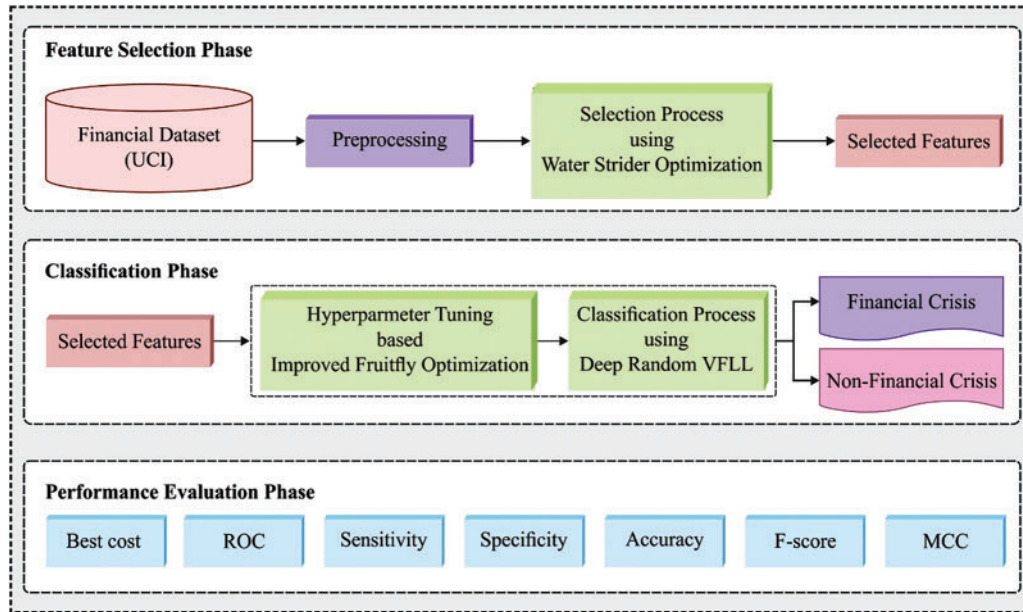 Feature Selection Phase
Financial Dataset
(UCI)
Preprocessing
Selection Process
using
Water Strider Optimization
Selected Features
Classification Phase
Selected Features
Hyperparmeter Tuning
based
Improved Fruitfly Optimization
Classification Process
using
Deep Random VFLL
Financial Crisis
Non-Financial Crisis
Performance Evaluation Phase
Best cost
ROC
Sensitivity
Specificity
Accuracy
F-score
MCC